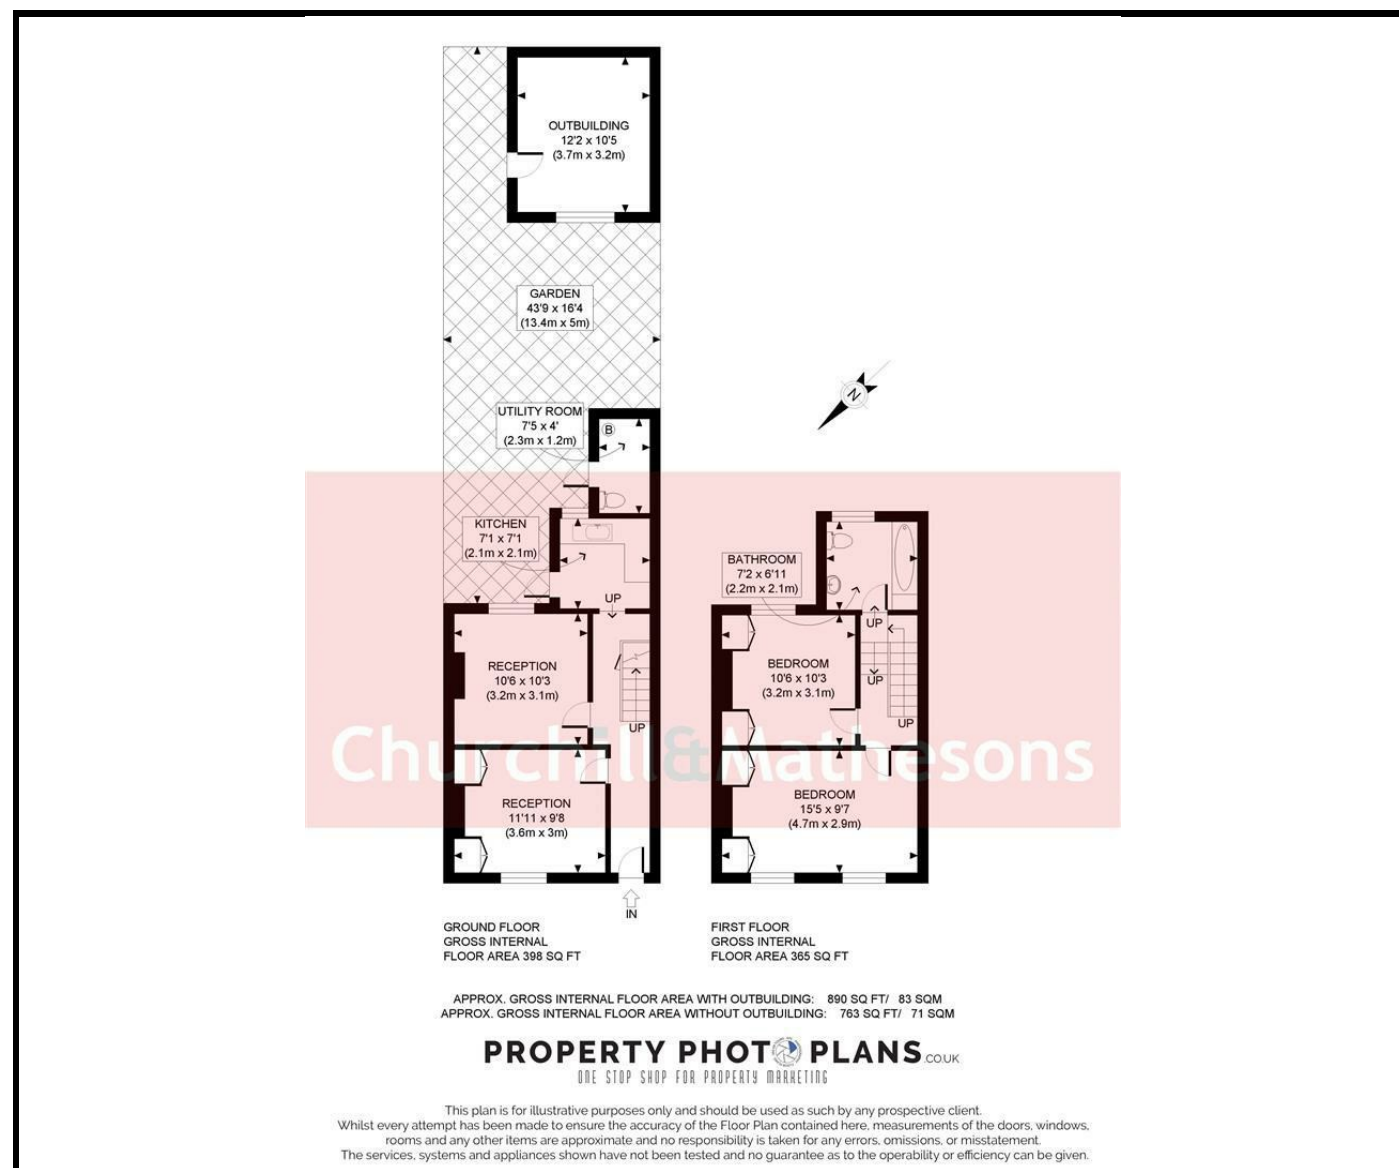 OUTBUILDING
12'2 x 10'5
(3.7m x 3.2m)
GARDEN
43'9 x 16'4
(13.4m x 5m)
N
UTILITY ROOM
7'5 x 4'
(2.3m x 1.2m)
B
KITCHEN
7'1 x 7'1
(2.1m x 2.1m)
UP
BATHROOM
7'2 x 6'11
(2.2m x 2.1m)
UP
RECEPTION
10'6 x 10'3
(3.2m x 3.1m)
UP
BEDROOM
10'6 x 10'3
(3.2m x 3.1m)
UP
UP
Churchill&Mathesons
RECEPTION
11'11 x 9'8
(3.6m x 3m)
BEDROOM
15'5 x 9'7
(4.7m x 2.9m)
IN
GROUND FLOOR
GROSS INTERNAL
FLOOR AREA 398 SQ FT
FIRST FLOOR
GROSS INTERNAL
FLOOR AREA 365 SQ FT
APPROX. GROSS INTERNAL FLOOR AREA WITH OUTBUILDING: 890 SQ FT/ 83 SQM
APPROX. GROSS INTERNAL FLOOR AREA WITHOUT OUTBUILDING: 763 SQ FT/ 71 SQM
PROPERTY PHOTO PLANS.CO.UK
ONE STOP SHOP FOR PROPERTY MARKETING
This plan is for illustrative purposes only and should be used as such by any prospective client.
Whilst every attempt has been made to ensure the accuracy of the Floor Plan contained here, measurements of the doors, windows,
rooms and any other items are approximate and no responsibility is taken for any errors, omissions, or misstatement.
The services, systems and appliances shown have not been tested and no guarantee as to the operability or efficiency can be given.